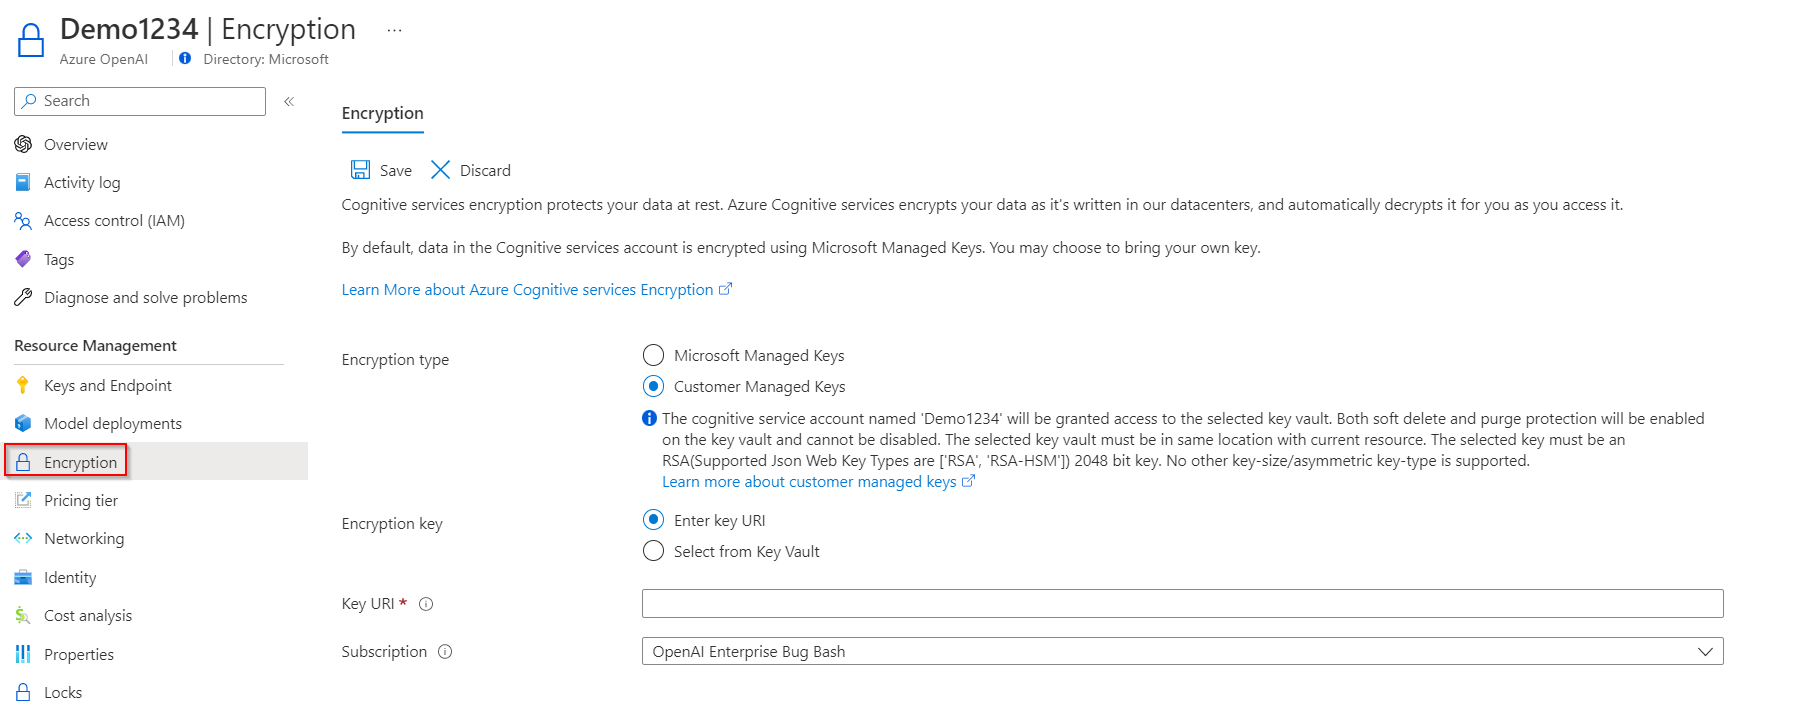 Demo1234 | Encryption ...
Azure OpenAI Directory: Microsoft
Search «
Overview
Activity log
Access control (IAM)
Tags
Diagnose and solve problems
Resource Management
Keys and Endpoint
Model deployments
Encryption
Pricing tier
Networking
Identity
Cost analysis
Properties
Locks
Encryption
Save Discard
Cognitive services encryption protects your data at rest. Azure Cognitive services encrypts your data as it's written in our datacenters, and automatically decrypts it for you as you access it.
By default, data in the Cognitive services account is encrypted using Microsoft Managed Keys. You may choose to bring your own key.
Learn More about Azure Cognitive services Encryption
Encryption type
Microsoft Managed Keys
Customer Managed Keys
The cognitive service account named 'Demo1234' will be granted access to the selected key vault. Both soft delete and purge protection will be enabled
on the key vault and cannot be disabled. The selected key vault must be in same location with current resource. The selected key must be an
RSA(Supported Json Web Key Types are ['RSA', 'RSA-HSM']) 2048 bit key. No other key-size/asymmetric key-type is supported.
Learn more about customer managed keys
Encryption key
Enter key URI
Select from Key Vault
Key URI *
Subscription
OpenAI Enterprise Bug Bash